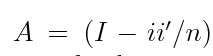 A = (I − ii′/n)